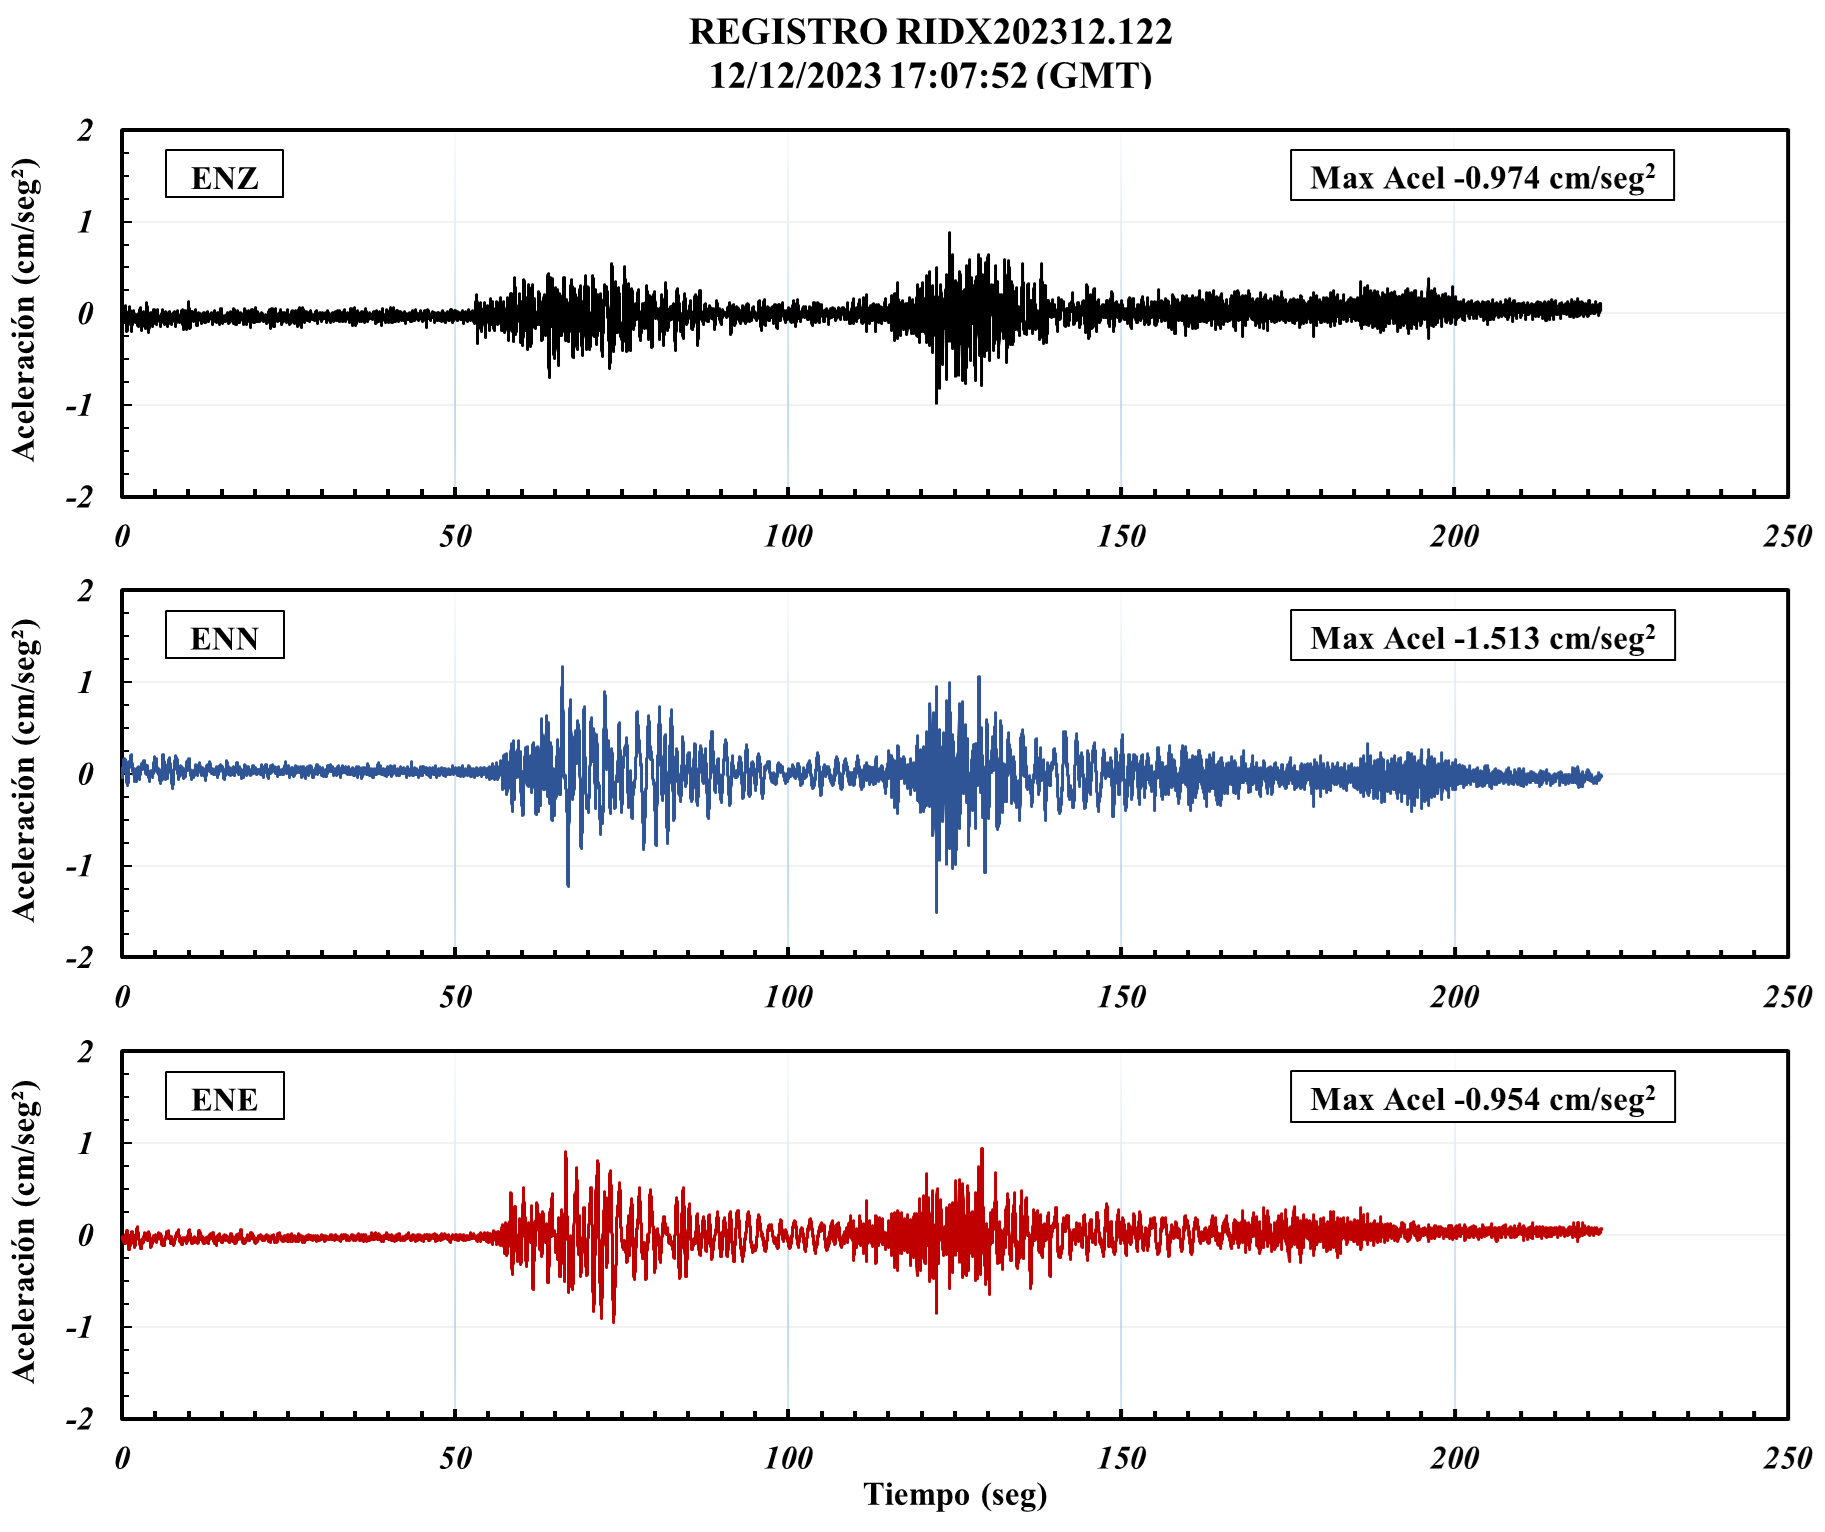 REGISTRO RIDX202312.122
12/12/2023 17:07:52 (GMT)
Aceleración (cm/seg²)
ENZ
Max Acel -0.974 cm/seg²
2
1
0
-1
-2
0 50 100 150 200 250
Aceleración (cm/seg²)
ENN
Max Acel -1.513 cm/seg²
2
1
0
-1
-2
0 50 100 150 200 250
Aceleración (cm/seg²)
ENE
Max Acel -0.954 cm/seg²
2
1
0
-1
-2
0 50 100 150 200 250
Tiempo (seg)